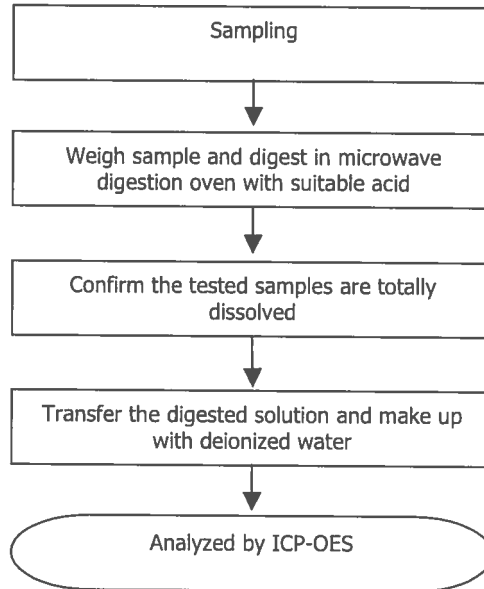 Sampling
Weigh sample and digest in microwave
digestion oven with suitable acid
Confirm the tested samples are totally
dissolved
Transfer the digested solution and make up
with deionized water
Analyzed by ICP-OES